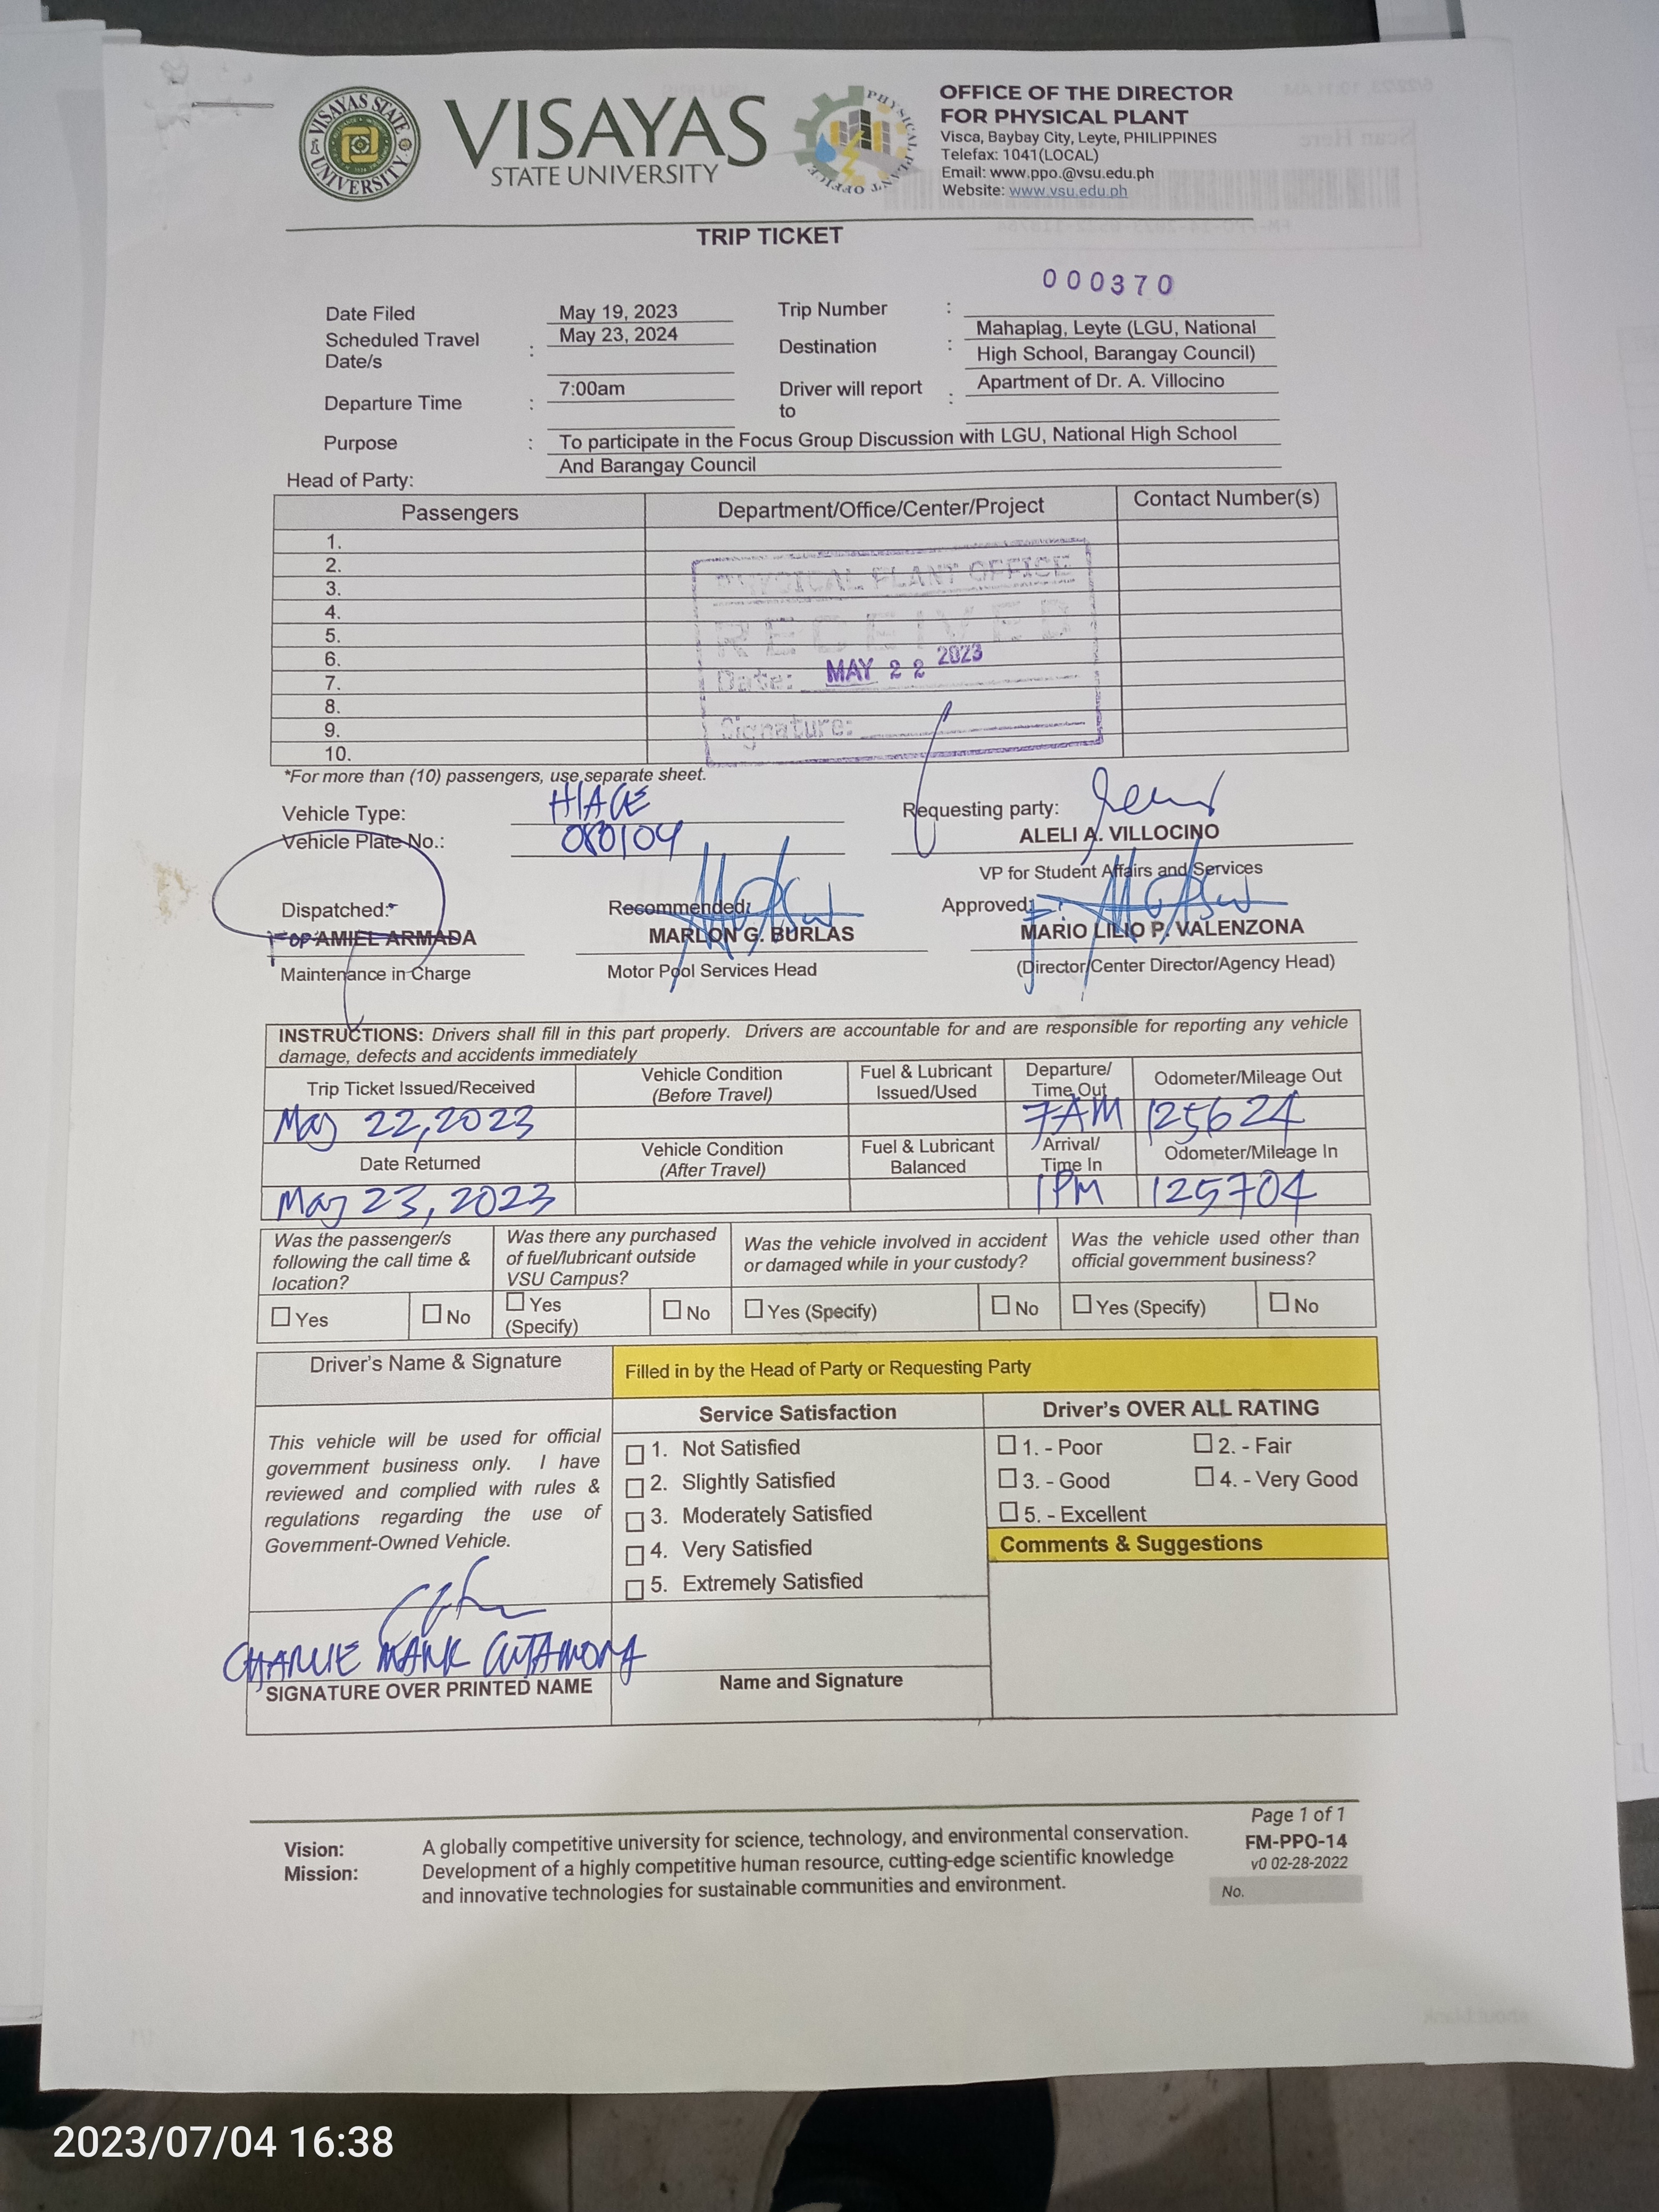 VISAYAS STATE UNIVERSITY
VISAYAS
STATE UNIVERSITY
PHYSICAL PLANT OFFICE
OFFICE OF THE DIRECTOR
FOR PHYSICAL PLANT
Visca, Baybay City, Leyte, PHILIPPINES
Telefax: 1041(LOCAL)
Email: www.ppo.@vsu.edu.ph
Website: www.vsu.edu.ph
TRIP TICKET
000370
Date Filed May 19, 2023 Trip Number :
Scheduled Travel Date/s : May 23, 2024
Destination : Mahaplag, Leyte (LGU, National
High School, Barangay Council)
Departure Time : 7:00am
Driver will report to : Apartment of Dr. A. Villocino
Purpose : To participate in the Focus Group Discussion with LGU, National High School
And Barangay Council
Head of Party:
Passengers Department/Office/Center/Project Contact Number(s)
1.
2.
3.
4.
5.
6.
7.
8.
9.
10.
PHYSICAL PLANT OFFICE
RECEIVED
Date: MAY 22 2023
Signature:
*For more than (10) passengers, use separate sheet.
Vehicle Type: HIACE
Vehicle Plate No.: 080104
Requesting party:
ALELI A. VILLOCINO
VP for Student Affairs and Services
Dispatched: Recommended: Approved:
AMIEL ARMADA MARLON G. BURLAS MARIO LILIO P. VALENZONA
Maintenance in Charge Motor Pool Services Head (Director/Center Director/Agency Head)
INSTRUCTIONS: Drivers shall fill in this part properly. Drivers are accountable for and are responsible for reporting any vehicle
damage, defects and accidents immediately
Trip Ticket Issued/Received Vehicle Condition (Before Travel) Fuel & Lubricant Issued/Used Departure/ Time Out Odometer/Mileage Out
May 22, 2023 7AM 125624
Date Returned Vehicle Condition (After Travel) Fuel & Lubricant Balanced Arrival/ Time In Odometer/Mileage In
May 23, 2023 1PM 125704
Was the passenger/s following the call time & location?
Was there any purchased of fuel/lubricant outside VSU Campus?
Was the vehicle involved in accident or damaged while in your custody?
Was the vehicle used other than official government business?
Yes No Yes (Specify) No Yes (Specify) No Yes (Specify) No
Driver's Name & Signature
Filled in by the Head of Party or Requesting Party
Service Satisfaction Driver's OVER ALL RATING
This vehicle will be used for official
government business only. I have
reviewed and complied with rules &
regulations regarding the use of
Government-Owned Vehicle.
1. Not Satisfied
2. Slightly Satisfied
3. Moderately Satisfied
4. Very Satisfied
5. Extremely Satisfied
1. - Poor 2. - Fair
3. - Good 4. - Very Good
5. - Excellent
Comments & Suggestions
CHARLIE MARK
SIGNATURE OVER PRINTED NAME
Name and Signature
Page 1 of 1
FM-PPO-14
v0 02-28-2022
No.
Vision: A globally competitive university for science, technology, and environmental conservation.
Mission: Development of a highly competitive human resource, cutting-edge scientific knowledge
and innovative technologies for sustainable communities and environment.
2023/07/04 16:38